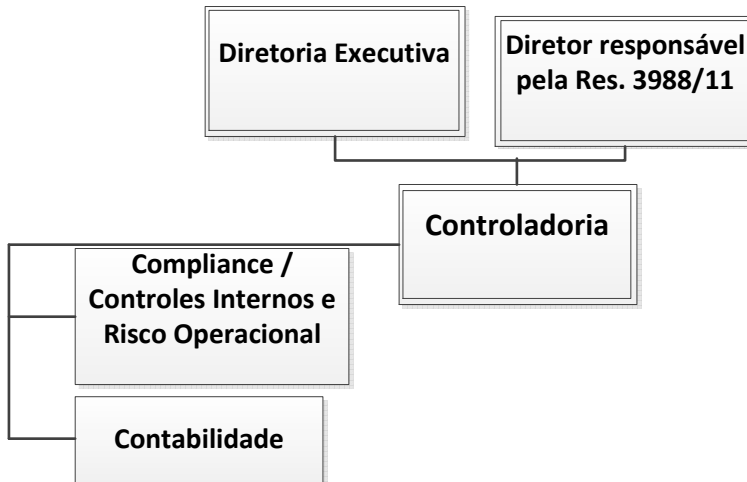 Diretoria Executiva
Diretor responsável
pela Res. 3988/11
Controladoria
Compliance /
Controles Internos e
Risco Operacional
Contabilidade